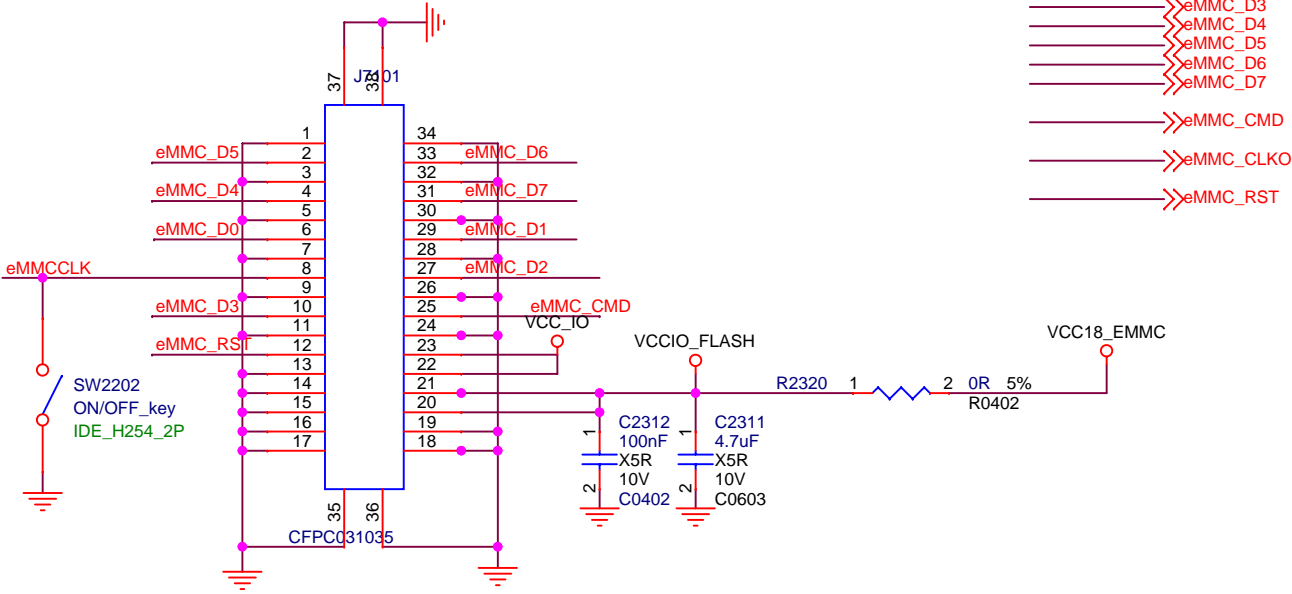 eMMC_D3
eMMC_D4
eMMC_D5
eMMC_D6
eMMC_D7
eMMC_CMD
eMMC_CLKO
eMMC_RST
37
38
J7101
1 34
eMMC_D5 2 33 eMMC_D6
3 32
eMMC_D4 4 31 eMMC_D7
5 30
eMMC_D0 6 29 eMMC_D1
7 28
eMMCCLK 8 27 eMMC_D2
9 26
eMMC_D3 10 25 eMMC_CMD
11 24
VCC_IO
eMMC_RST 12 23
13 22
14 21
15 20
16 19
17 18
VCCIO_FLASH
VCC18_EMMC
R2320 1 2 0R 5%
R0402
SW2202
ON/OFF_key
IDE_H254_2P
1
C2312
100nF
X5R
10V
2
C0402
1
C2311
4.7uF
X5R
10V
2
C0603
35
36
CFPC031035